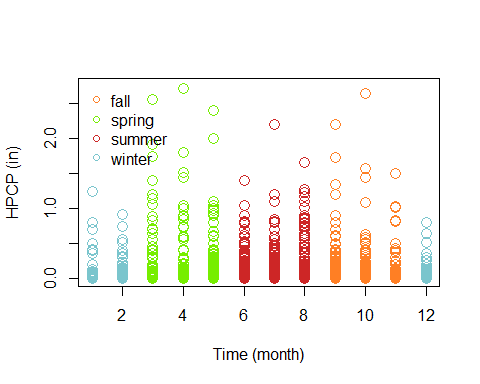 fall
spring
summer
winter
HPCP (in)
2.0
1.0
0.0
2 4 6 8 10 12
Time (month)